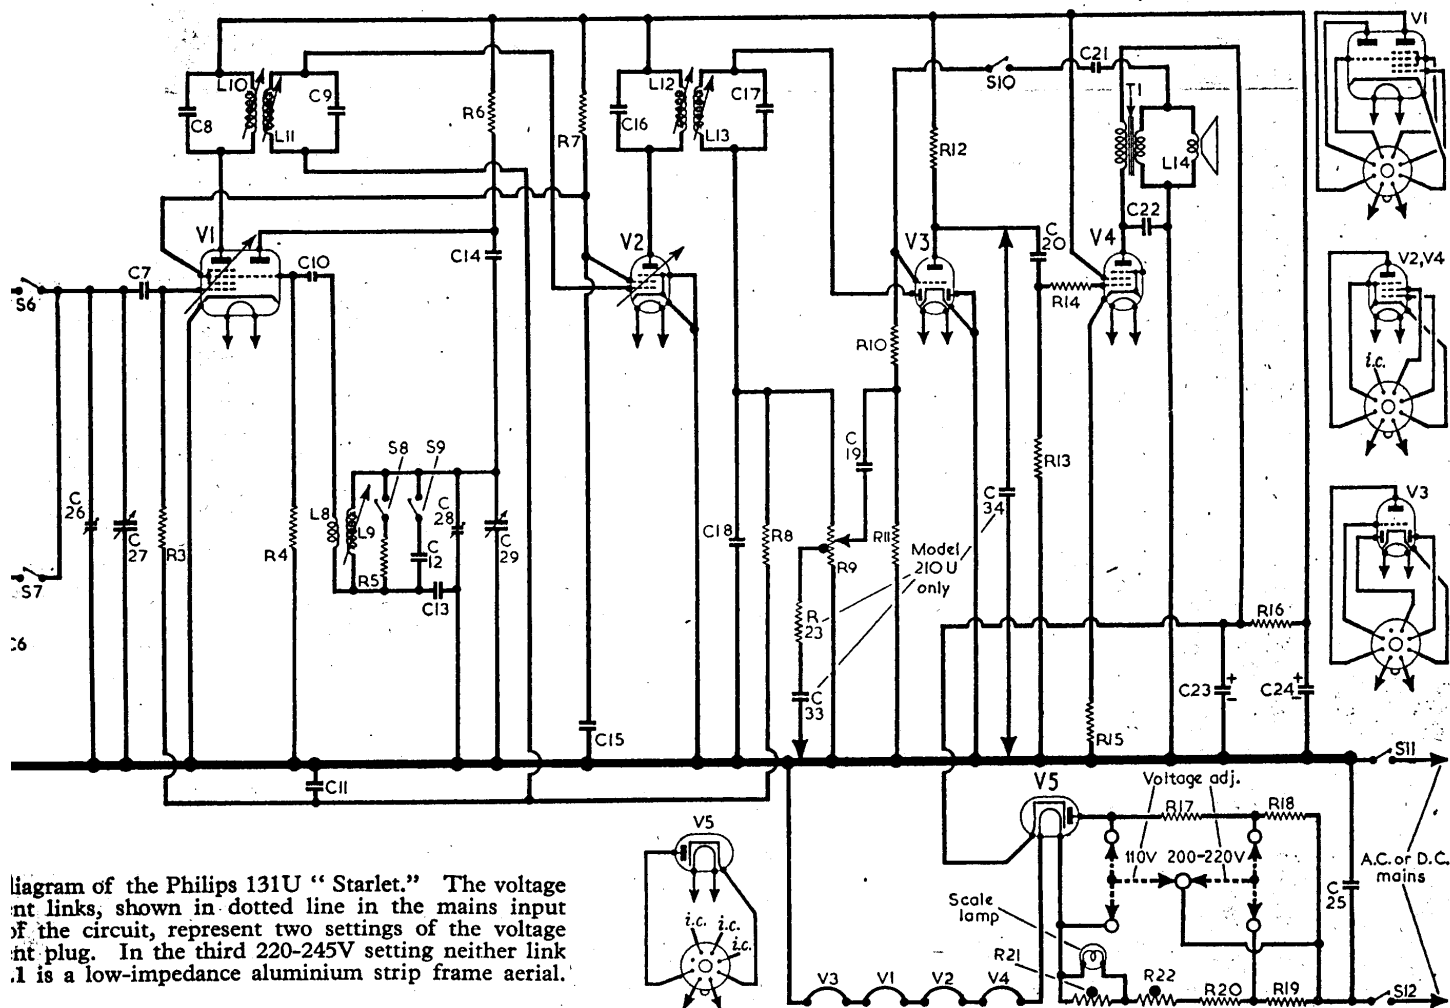 V1
L10
C9
C8
L11
R6
R7
L12
C17
C16
L13
S10
C21
R12
T1
L14
C22
V1
C7
C10
C14
V2
V3
C
20
V4
V2,V4
S6
R14
R10
i.c.
S8
S9
C
19
R13
V3
C
26
C
27
R3
R4
L8
L9
C
28
C
29
C
12
R5
C13
C18
R8
R9
R11
C
34
Model
210U
only
S7
C6
R
23
C
33
R16
C23
+
−
C24
+
−
C15
R15
S11
C11
V5
Voltage adj.
R17
R18
V5
110V
200-220V
A.C. or D.C.
mains
C
25
Scale
lamp
R21
R22
R20
R19
S12
i.c.
i.c.
i.c.
V3
V1
V2
V4
iagram of the Philips 131U “ Starlet.” The voltage
nt links, shown in dotted line in the mains input
of the circuit, represent two settings of the voltage
nt plug. In the third 220-245V setting neither link
.1 is a low-impedance aluminium strip frame aerial.